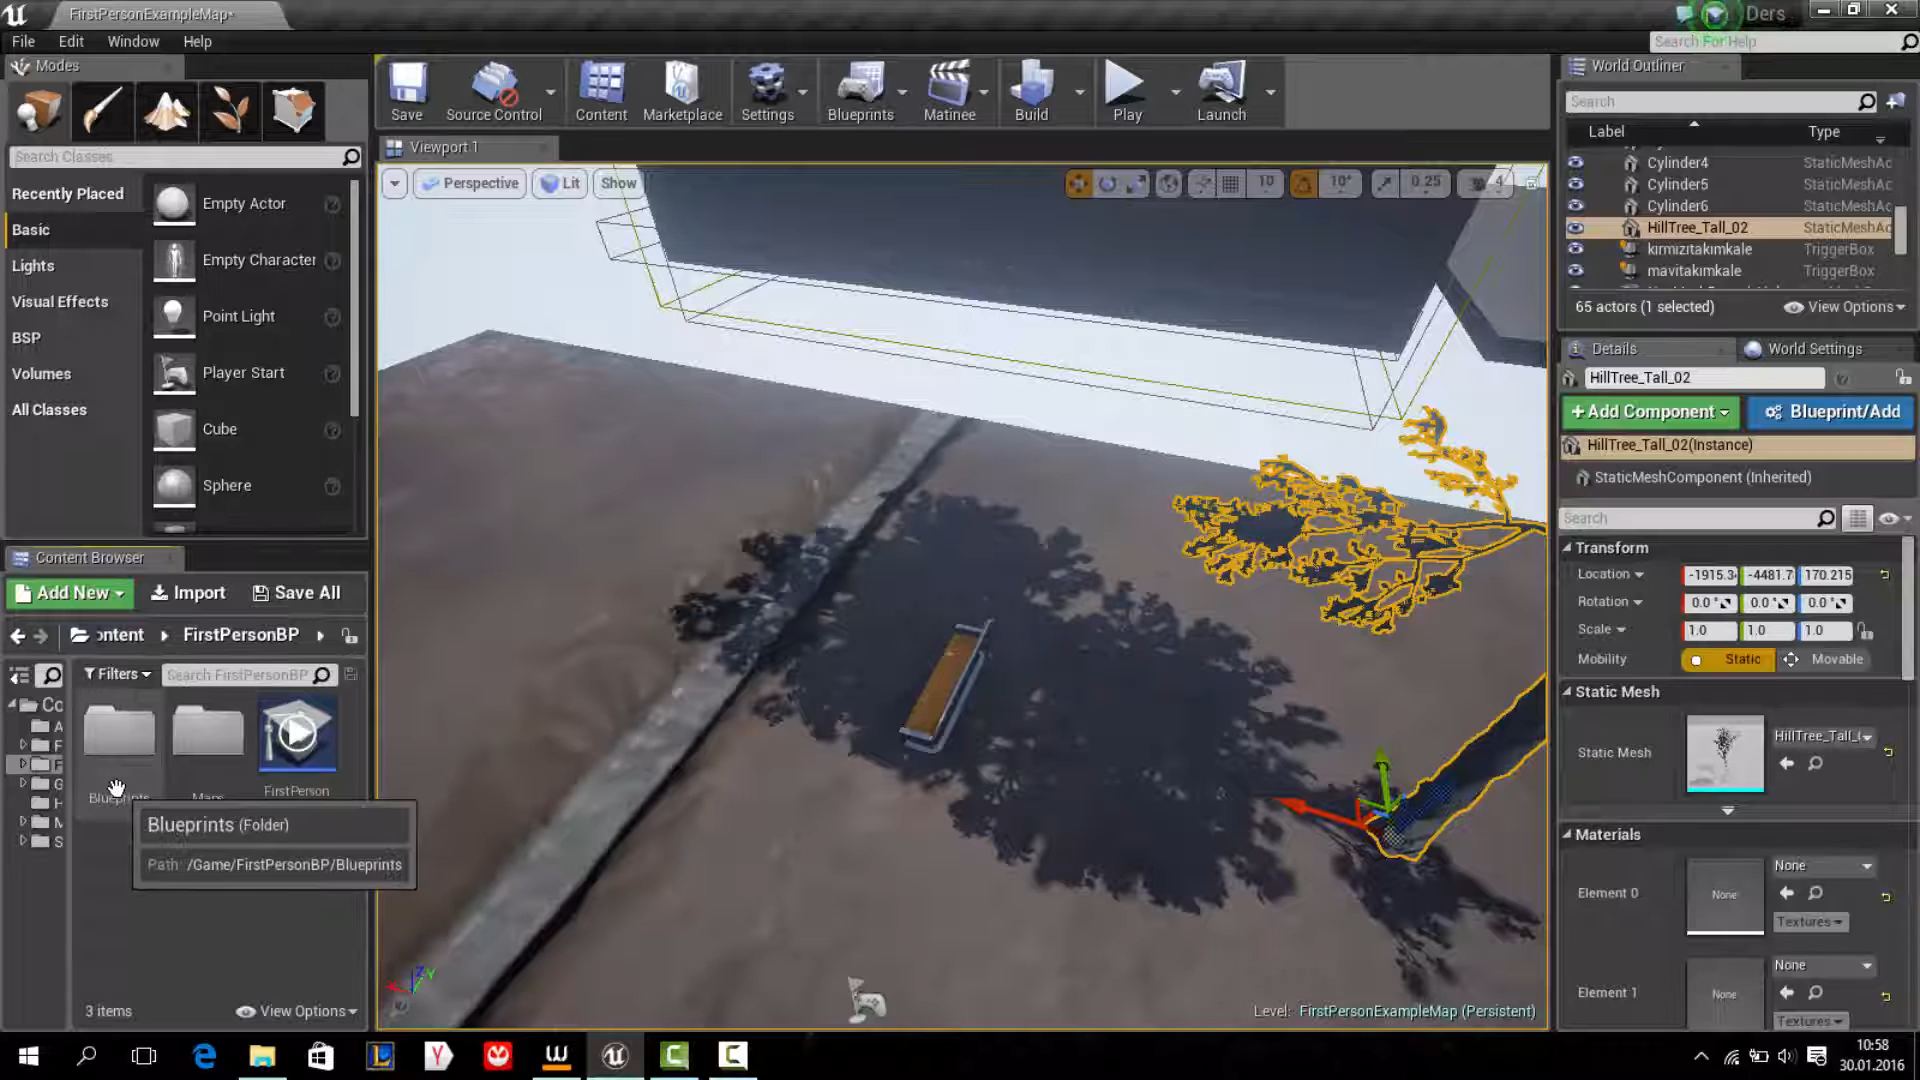 FirstPersonExampleMap*
Ders
File Edit Window Help
Search For Help
Modes
Search Classes
Recently Placed
Basic
Lights
Visual Effects
BSP
Volumes
All Classes
Empty Actor
Empty Character
Point Light
Player Start
Cube
Sphere
Save
Source Control
Content
Marketplace
Settings
Blueprints
Matinee
Build
Play
Launch
Viewport 1
Perspective
Lit
Show
10
10°
0.25
4
World Outliner
Search
Label Type
Cylinder4 StaticMeshAc
Cylinder5 StaticMeshAc
Cylinder6 StaticMeshAc
HillTree_Tall_02 StaticMeshAc
kırmızıtakımkale TriggerBox
mavitakımkale TriggerBox
65 actors (1 selected)
View Options
Details
World Settings
HillTree_Tall_02
+Add Component
Blueprint/Add
HillTree_Tall_02(Instance)
StaticMeshComponent (Inherited)
Search
Transform
Location -1915.3 -4481.7 170.215
Rotation 0.0 ° 0.0 ° 0.0 °
Scale 1.0 1.0 1.0
Mobility Static Movable
Static Mesh
Static Mesh
HillTree_Tall_(
Materials
Element 0
None
None
Textures
Element 1
None
None
Textures
Content Browser
Add New
Import
Save All
ontent
FirstPersonBP
Filters
Search FirstPersonBP
Co
A
F
F
G
H
M
S
Blueprints
Maps
FirstPerson
Blueprints (Folder)
Path: /Game/FirstPersonBP/Blueprints
3 items
View Options
Level: FirstPersonExampleMap (Persistent)
10:58
30.01.2016